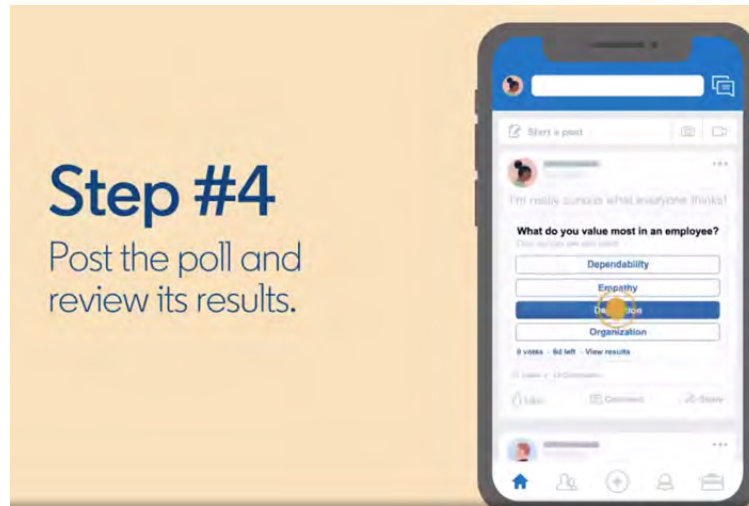 Step #4
Post the poll and
review its results.
Start a post
I'm really curious what everyone thinks!
What do you value most in an employee?
Dependability
Empathy
Organization
0 votes · 6d left · View results
Like
Comment
Share